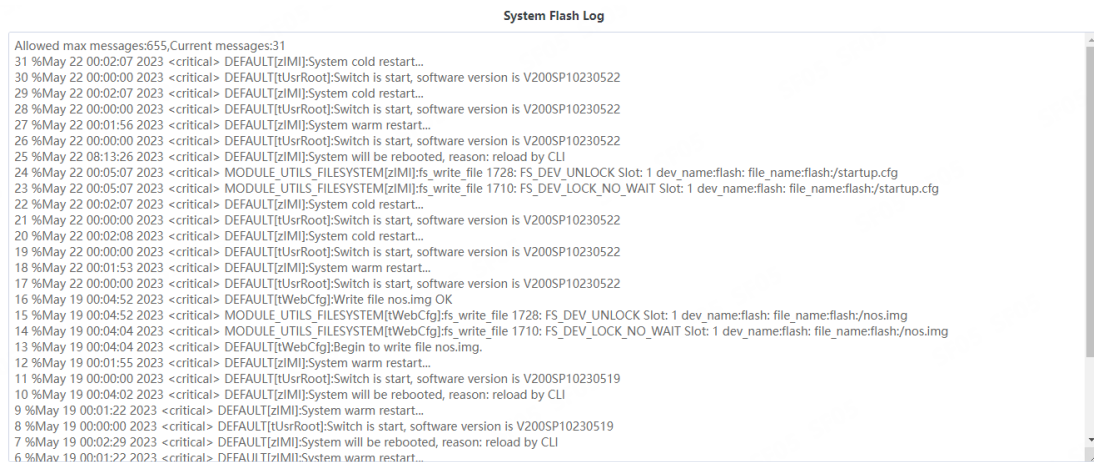 System Flash Log
Allowed max messages:655,Current messages:31
31 %May 22 00:02:07 2023 <critical> DEFAULT[zIMI]:System cold restart...
30 %May 22 00:00:00 2023 <critical> DEFAULT[tUsrRoot]:Switch is start, software version is V200SP10230522
29 %May 22 00:02:07 2023 <critical> DEFAULT[zIMI]:System cold restart...
28 %May 22 00:00:00 2023 <critical> DEFAULT[tUsrRoot]:Switch is start, software version is V200SP10230522
27 %May 22 00:01:56 2023 <critical> DEFAULT[zIMI]:System warm restart...
26 %May 22 00:00:00 2023 <critical> DEFAULT[tUsrRoot]:Switch is start, software version is V200SP10230522
25 %May 22 08:13:26 2023 <critical> DEFAULT[zIMI]:System will be rebooted, reason: reload by CLI
24 %May 22 00:05:07 2023 <critical> MODULE_UTILS_FILESYSTEM[zIMI]:fs_write_file 1728: FS_DEV_UNLOCK Slot: 1 dev_name:flash: file_name:flash:/startup.cfg
23 %May 22 00:05:07 2023 <critical> MODULE_UTILS_FILESYSTEM[zIMI]:fs_write_file 1710: FS_DEV_LOCK_NO_WAIT Slot: 1 dev_name:flash: file_name:flash:/startup.cfg
22 %May 22 00:02:07 2023 <critical> DEFAULT[zIMI]:System cold restart...
21 %May 22 00:00:00 2023 <critical> DEFAULT[tUsrRoot]:Switch is start, software version is V200SP10230522
20 %May 22 00:02:08 2023 <critical> DEFAULT[zIMI]:System cold restart...
19 %May 22 00:00:00 2023 <critical> DEFAULT[tUsrRoot]:Switch is start, software version is V200SP10230522
18 %May 22 00:01:53 2023 <critical> DEFAULT[zIMI]:System warm restart...
17 %May 22 00:00:00 2023 <critical> DEFAULT[tUsrRoot]:Switch is start, software version is V200SP10230522
16 %May 19 00:04:52 2023 <critical> DEFAULT[tWebCfg]:Write file nos.img OK
15 %May 19 00:04:52 2023 <critical> MODULE_UTILS_FILESYSTEM[tWebCfg]:fs_write_file 1728: FS_DEV_UNLOCK Slot: 1 dev_name:flash: file_name:flash:/nos.img
14 %May 19 00:04:04 2023 <critical> MODULE_UTILS_FILESYSTEM[tWebCfg]:fs_write_file 1710: FS_DEV_LOCK_NO_WAIT Slot: 1 dev_name:flash: file_name:flash:/nos.img
13 %May 19 00:04:04 2023 <critical> DEFAULT[tWebCfg]:Begin to write file nos.img.
12 %May 19 00:01:55 2023 <critical> DEFAULT[zIMI]:System warm restart...
11 %May 19 00:00:00 2023 <critical> DEFAULT[tUsrRoot]:Switch is start, software version is V200SP10230519
10 %May 19 00:04:02 2023 <critical> DEFAULT[zIMI]:System will be rebooted, reason: reload by CLI
9 %May 19 00:01:22 2023 <critical> DEFAULT[zIMI]:System warm restart...
8 %May 19 00:00:00 2023 <critical> DEFAULT[tUsrRoot]:Switch is start, software version is V200SP10230519
7 %May 19 00:02:29 2023 <critical> DEFAULT[zIMI]:System will be rebooted, reason: reload by CLI
6 %May 19 00:01:22 2023 <critical> DEFAULT[zIMI]:System warm restart...